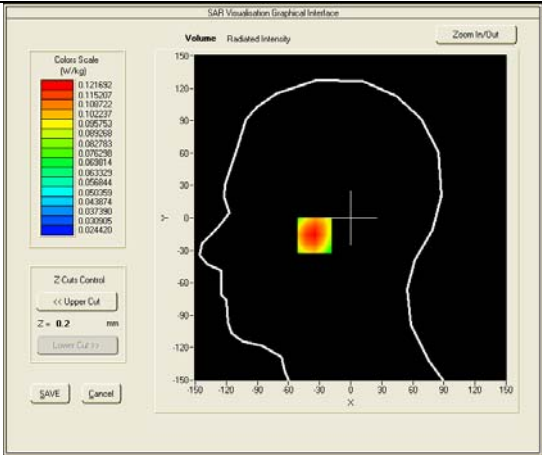 SAR Visualisation Graphical Interface
Volume Radiated Intensity
Zoom In/Out
Colors Scale
(W/kg)
0.121692
0.115207
0.108722
0.102237
0.095753
0.089268
0.082783
0.076298
0.069814
0.063329
0.056844
0.050359
0.043874
0.037390
0.030905
0.024420
Z-Cuts Control
<< Upper Cut
Z = 0.2 mm
Lower Cut >>
SAVE
Cancel
150
120
90
60
30
0
-30
-60
-90
-120
-150
Y
-150 -120 -90 -60 -30 0 30 60 90 120 150
X